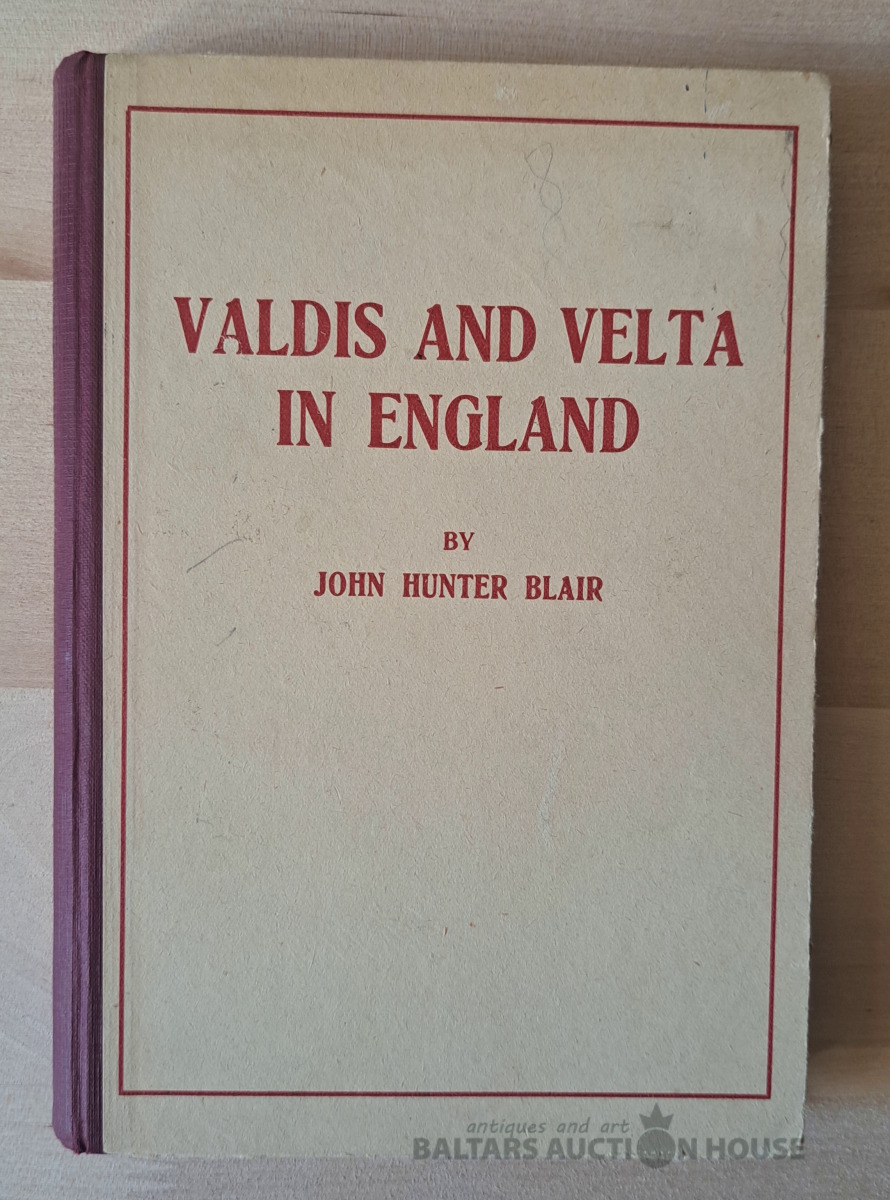 VALDIS AND VELTA
IN ENGLAND
BY
JOHN HUNTER BLAIR
antiques and art
BALTARS AUCTION HOUSE